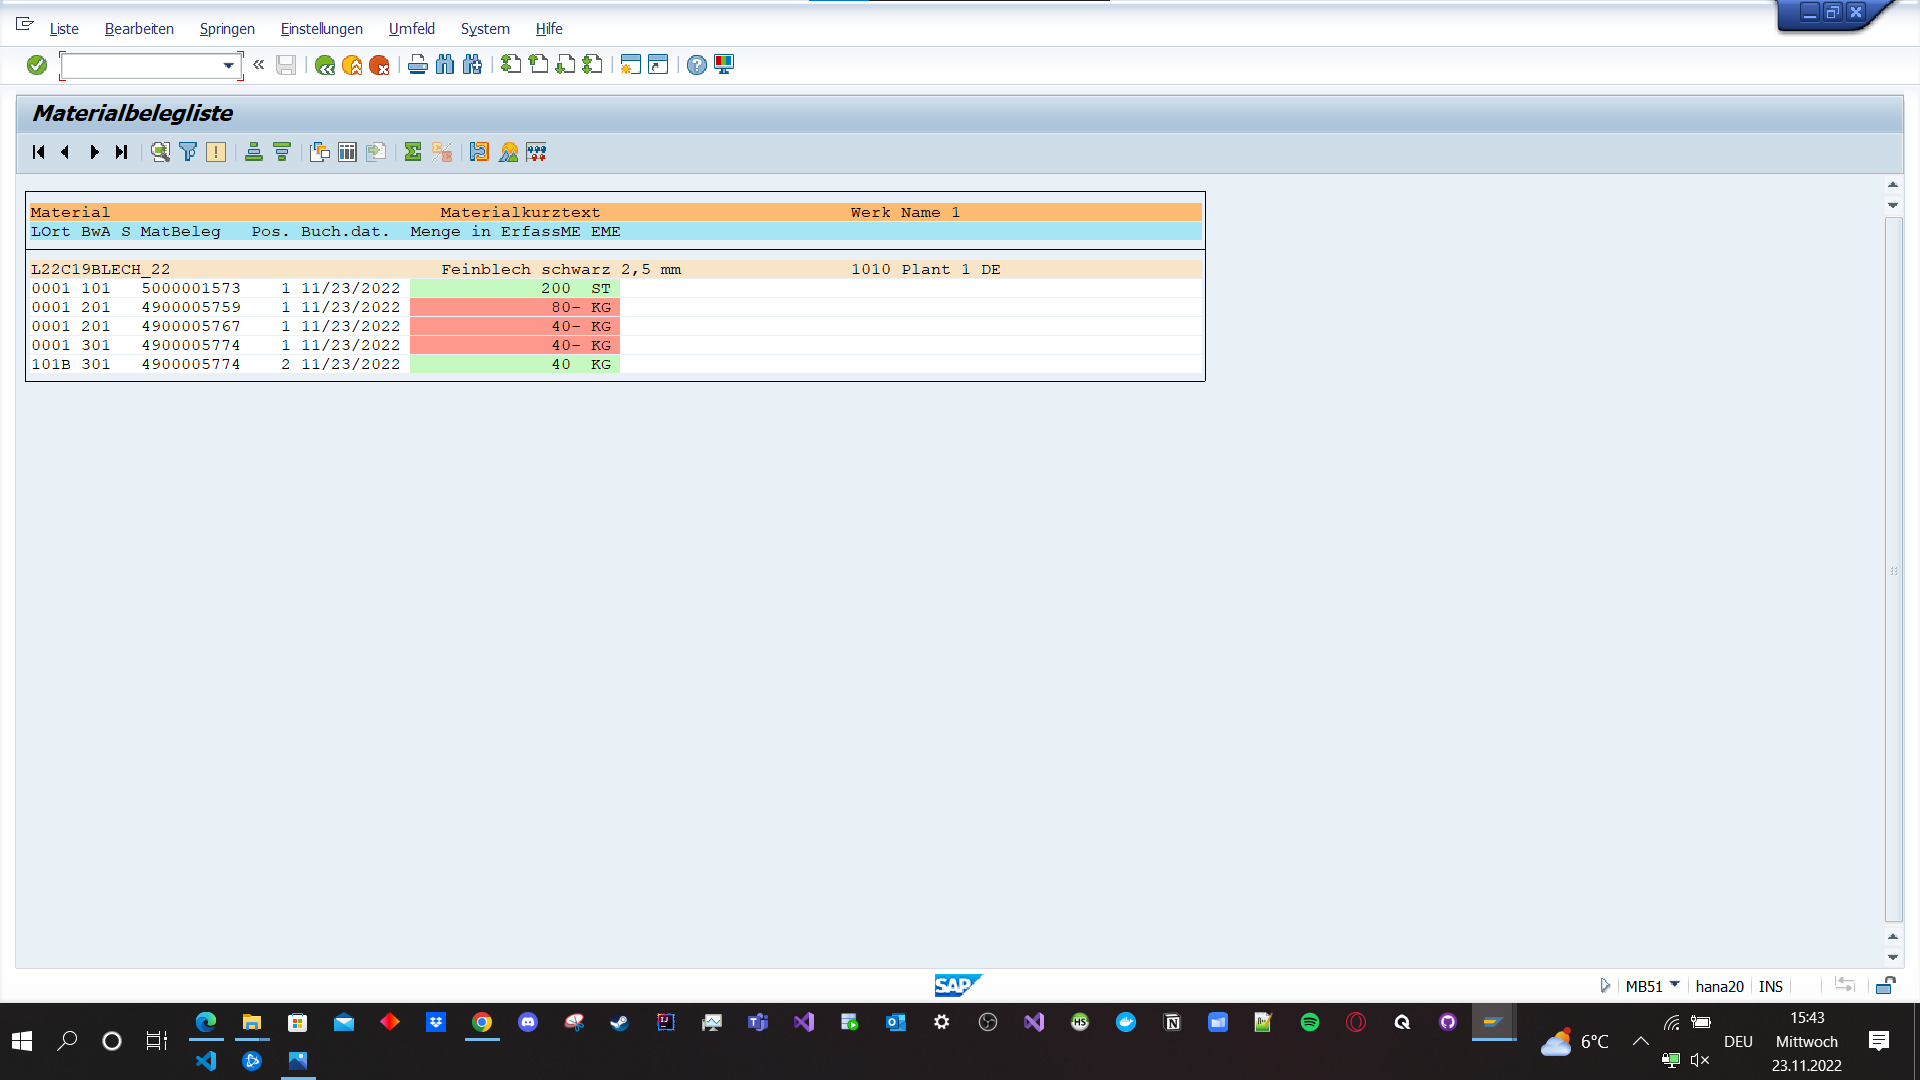 Liste Bearbeiten Springen Einstellungen Umfeld System Hilfe
Materialbelegliste
Material Materialkurztext Werk Name 1
LOrt BwA S MatBeleg Pos. Buch.dat. Menge in ErfassME EME
L22C19BLECH_22 Feinblech schwarz 2,5 mm 1010 Plant 1 DE
0001 101 5000001573 1 11/23/2022 200 ST
0001 201 4900005759 1 11/23/2022 80- KG
0001 201 4900005767 1 11/23/2022 40- KG
0001 301 4900005774 1 11/23/2022 40- KG
101B 301 4900005774 2 11/23/2022 40 KG
SAP
MB51 hana20 INS
6°C
DEU
15:43
Mittwoch
23.11.2022